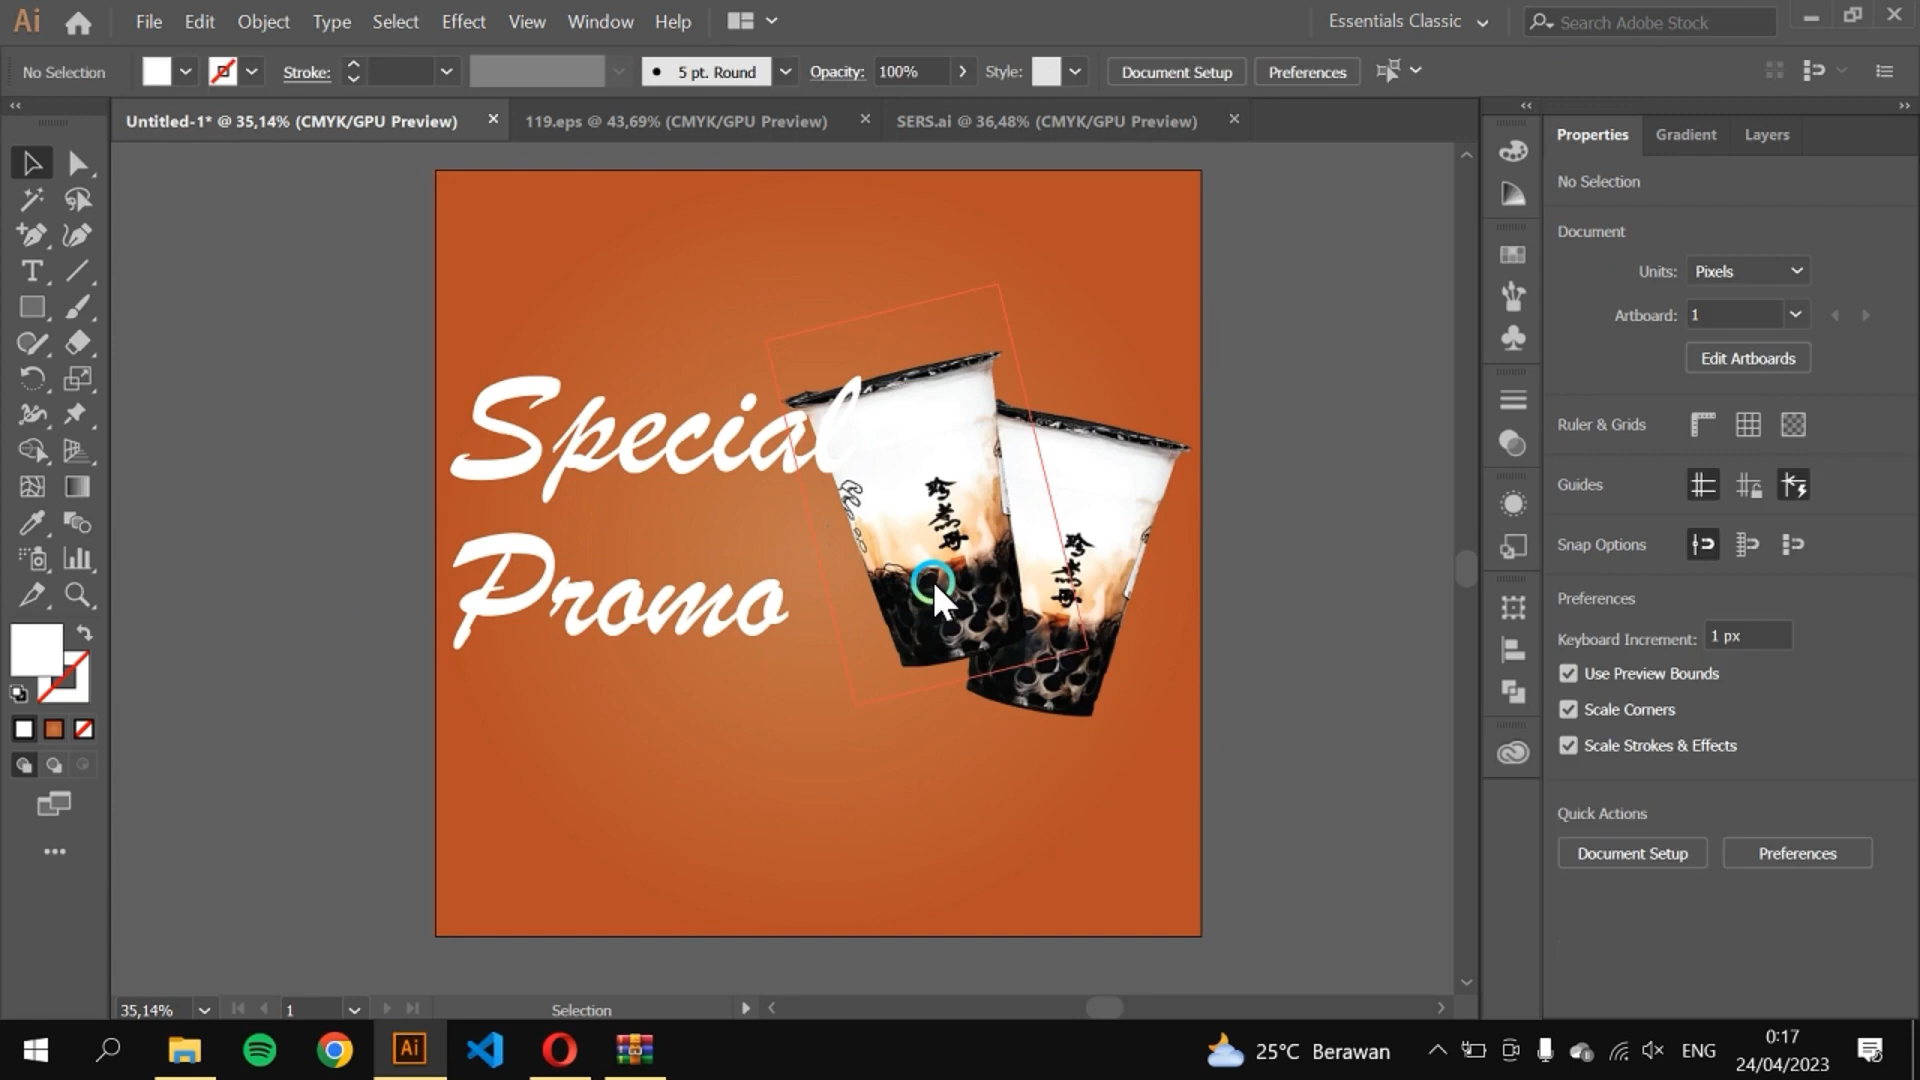 Ai File Edit Object Type Select Effect View Window Help Essentials Classic Search Adobe Stock
No Selection Stroke: 5 pt. Round Opacity: 100% Style: Document Setup Preferences
Untitled-1* @ 35,14% (CMYK/GPU Preview) 119.eps @ 43,69% (CMYK/GPU Preview) SERS.ai @ 36,48% (CMYK/GPU Preview)
Properties Gradient Layers
No Selection
Document
Units: Pixels
Artboard: 1
Edit Artboards
Ruler & Grids
Guides
Snap Options
Preferences
Keyboard Increment: 1 px
Use Preview Bounds
Scale Corners
Scale Strokes & Effects
Quick Actions
Document Setup Preferences
Special
Promo
35,14% 1 Selection
Ai 25°C Berawan ENG 0:17
24/04/2023